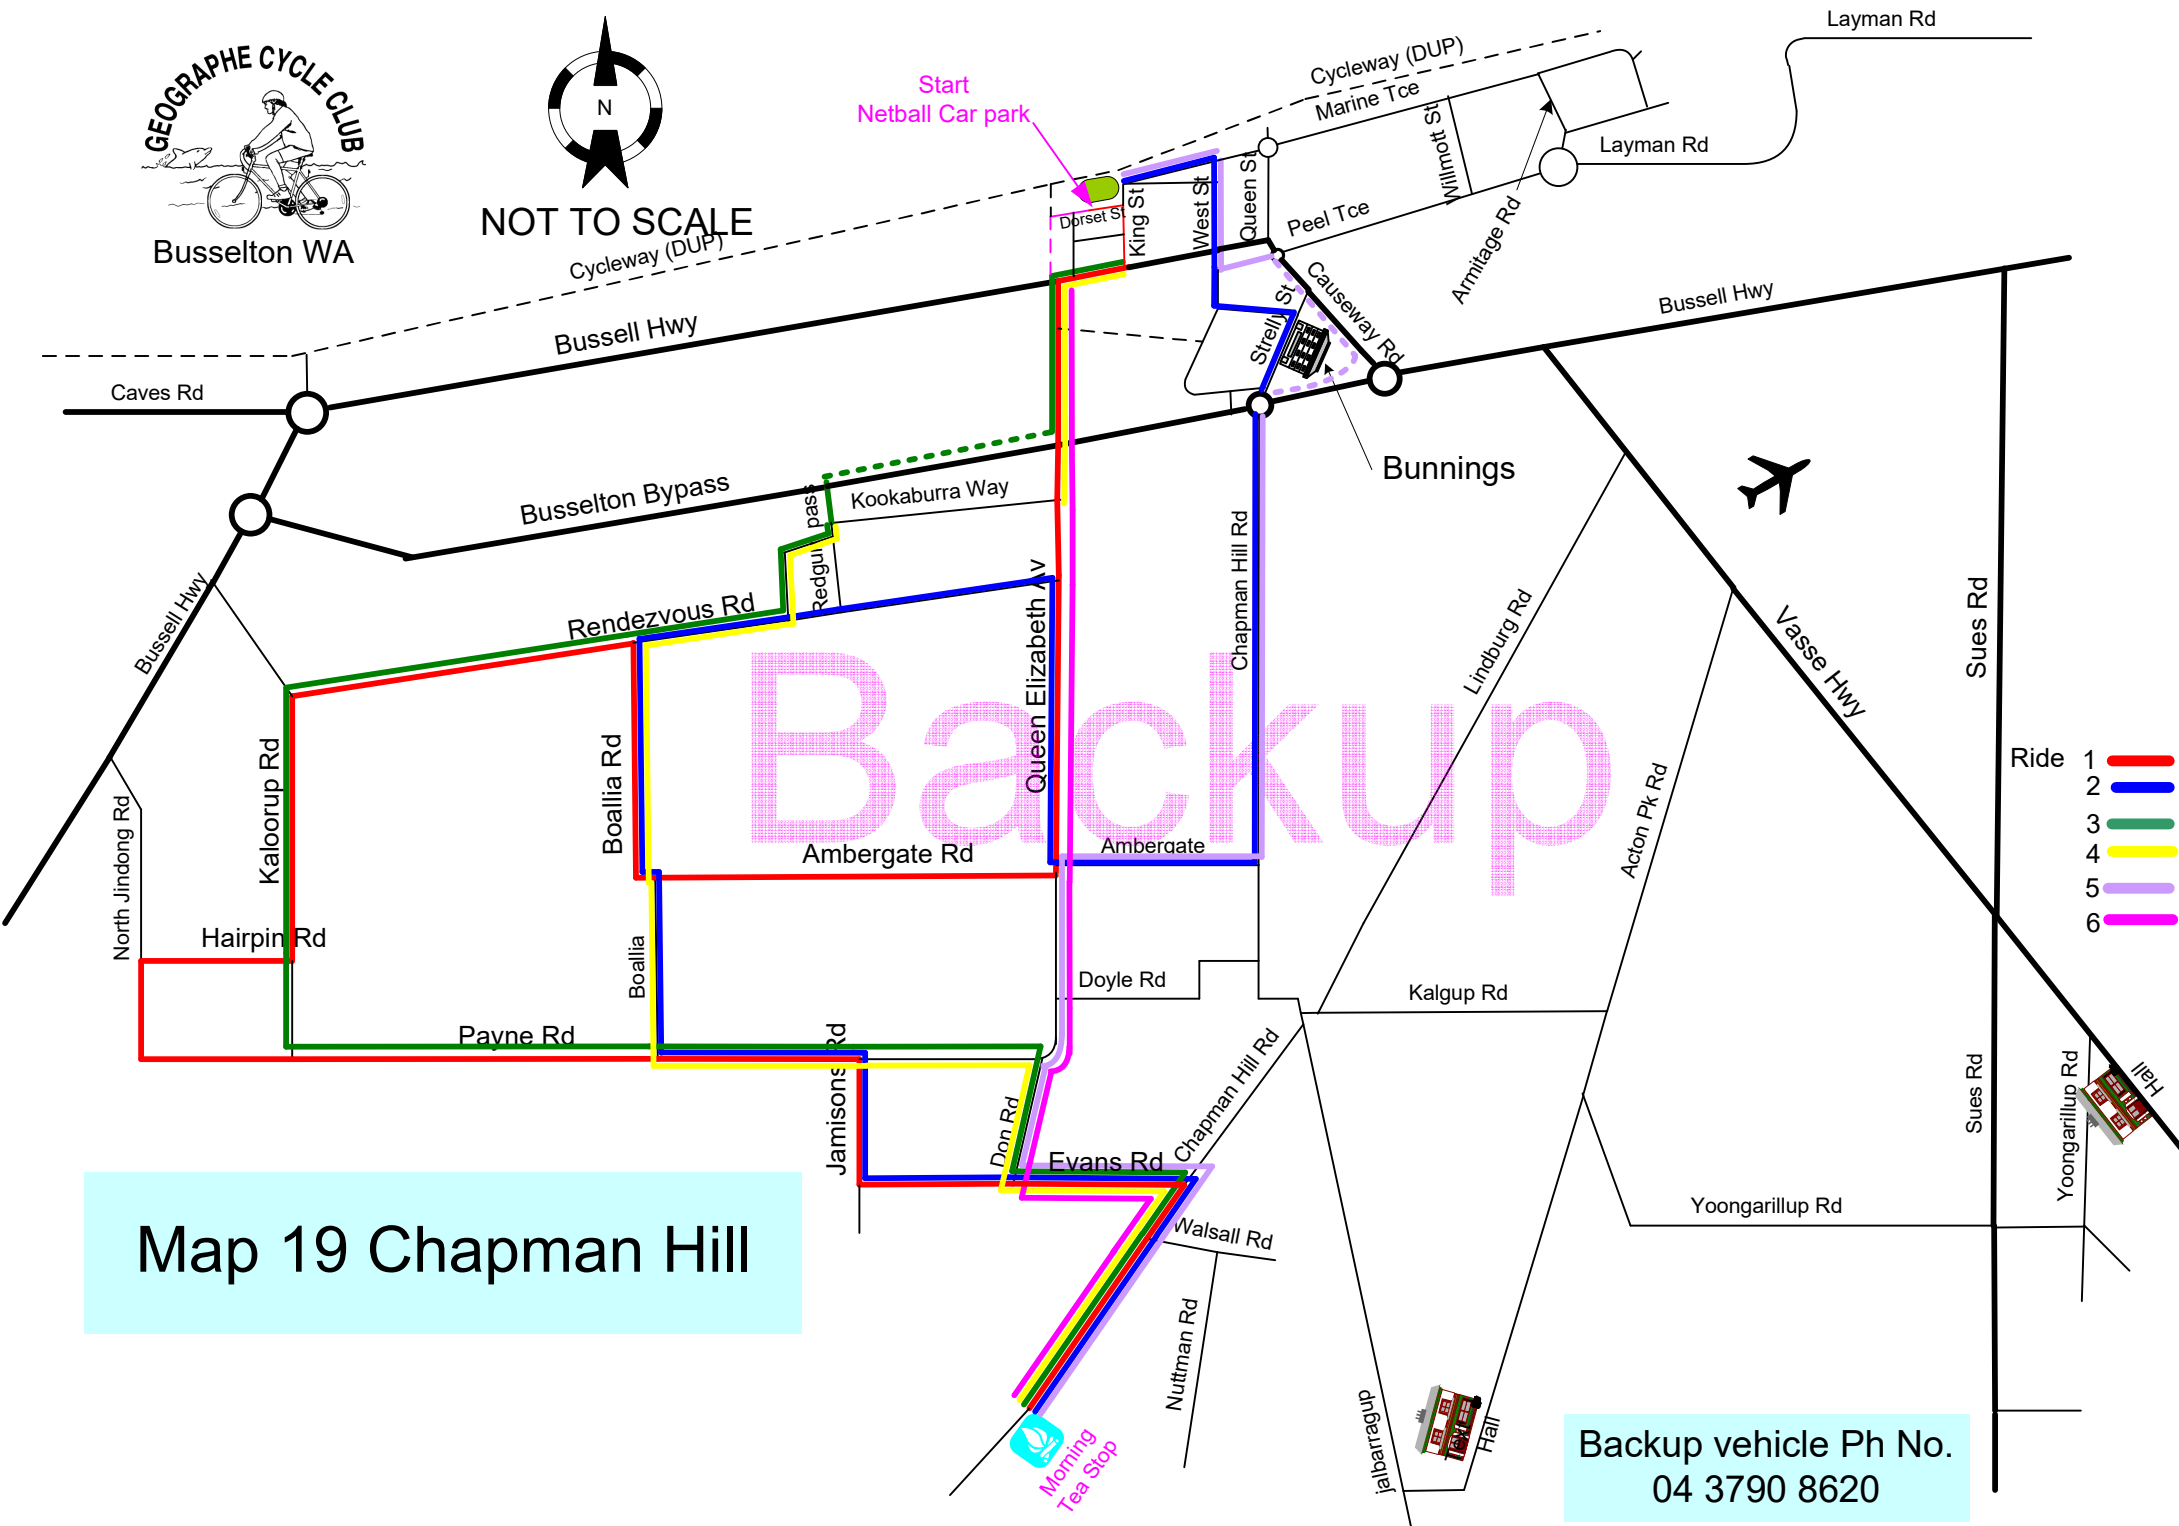 GEOGRAPHE CYCLE CLUB
Busselton WA
N
NOT TO SCALE
Start
Netball Car park
Cycleway (DUP)
Marine Tce
Layman Rd
Layman Rd
Willmott St
Armitage Rd
Peel Tce
Queen St
West St
King St
Dorset St
Cycleway (DUP)
Bussell Hwy
Caves Rd
Causeway Rd
Strelly St
Bussell Hwy
Bunnings
Busselton Bypass
Kookaburra Way
Redgum pass
Bussell Hwy
Rendezvous Rd
Queen Elizabeth Av
Chapman Hill Rd
Lindburg Rd
Vasse Hwy
Sues Rd
Backup
Kaloorup Rd
Boallia Rd
Ambergate Rd
Ambergate
Acton Pk Rd
Ride 1
2
3
4
5
6
North Jindong Rd
Hairpin Rd
Boallia
Doyle Rd
Kalgup Rd
Payne Rd
Jamisons Rd
Don Rd
Evans Rd
Chapman Hill Rd
Sues Rd
Yoongarillup Rd
Hall
Yoongarillup Rd
Walsall Rd
Nuttman Rd
Map 19 Chapman Hill
Morning
Tea Stop
jalbarragup
Hall
Backup vehicle Ph No.
04 3790 8620